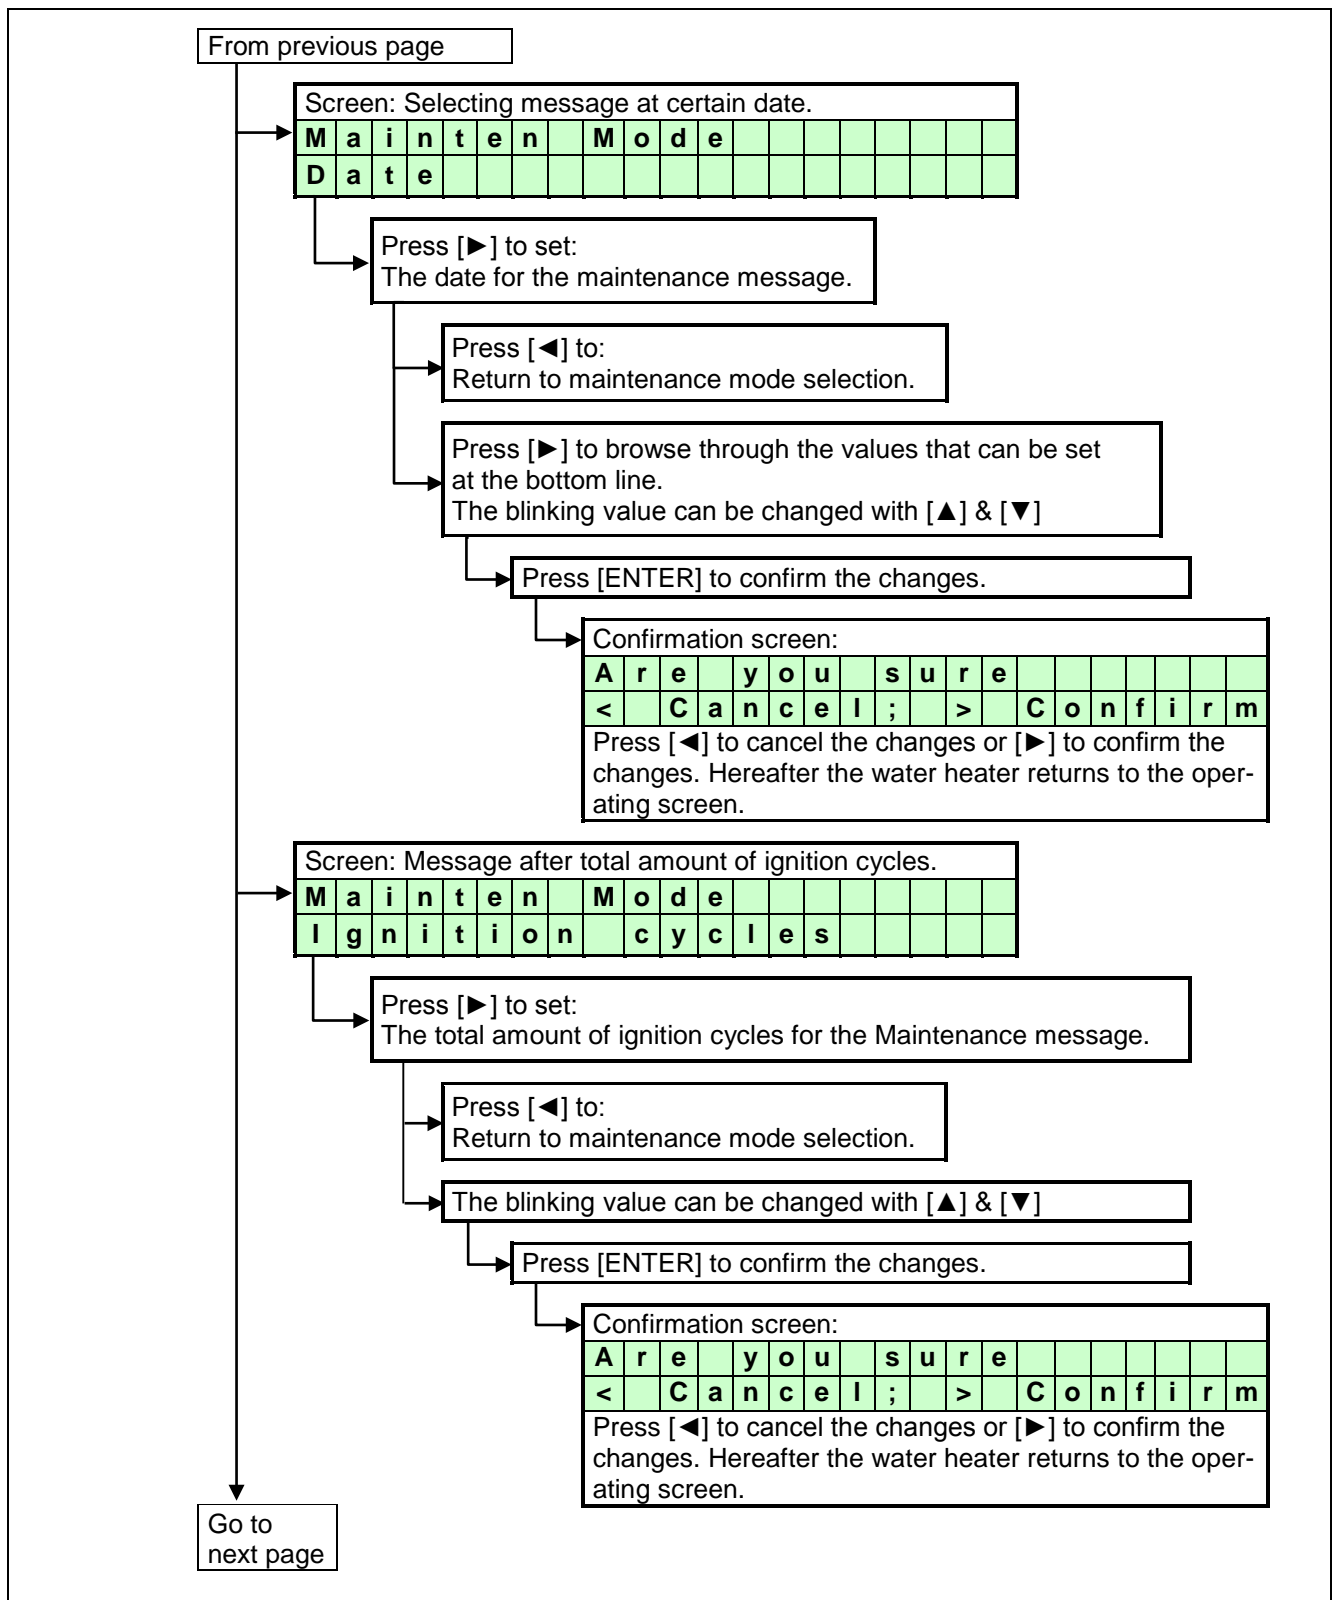 From previous page
Screen: Selecting message at certain date.
Mainten Mode
Date
Press [►] to set:
The date for the maintenance message.
Press [◄] to:
Return to maintenance mode selection.
Press [►] to browse through the values that can be set
at the bottom line.
The blinking value can be changed with [▲] & [▼]
Press [ENTER] to confirm the changes.
Confirmation screen:
Are you sure
< Cancel; > Confirm
Press [◄] to cancel the changes or [►] to confirm the
changes. Hereafter the water heater returns to the oper-
ating screen.
Screen: Message after total amount of ignition cycles.
Mainten Mode
Ignition cycles
Press [►] to set:
The total amount of ignition cycles for the Maintenance message.
Press [◄] to:
Return to maintenance mode selection.
The blinking value can be changed with [▲] & [▼]
Press [ENTER] to confirm the changes.
Confirmation screen:
Are you sure
< Cancel; > Confirm
Press [◄] to cancel the changes or [►] to confirm the
changes. Hereafter the water heater returns to the oper-
ating screen.
Go to
next page